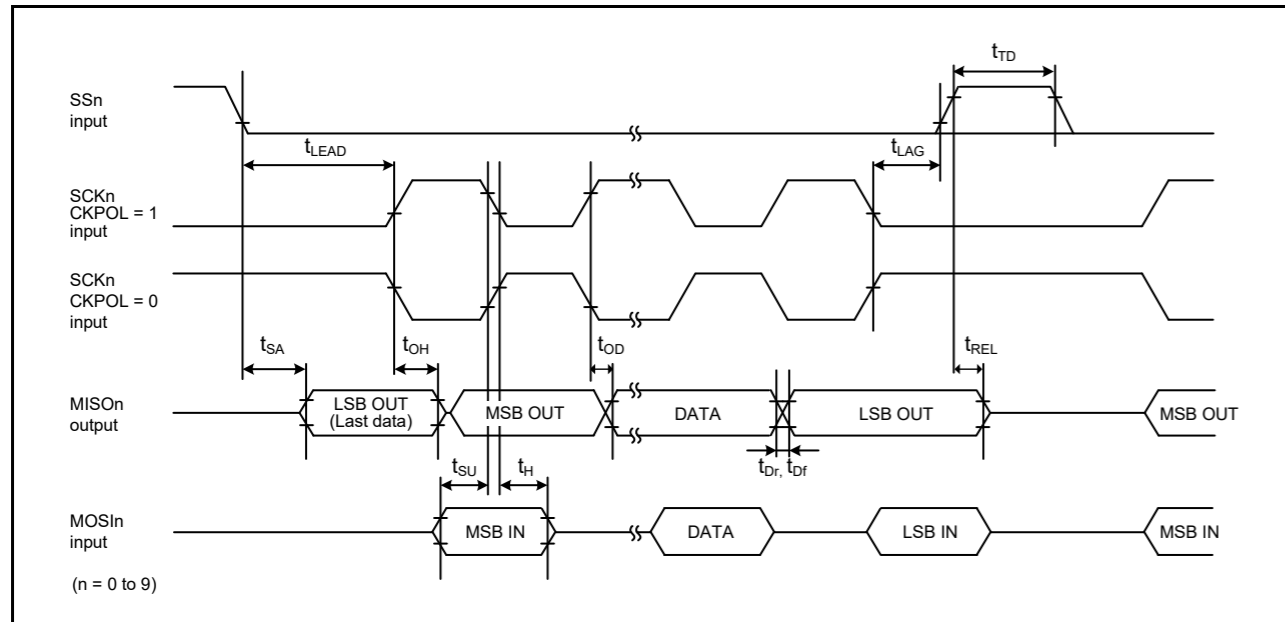 tTD
SSn
input
tLEAD
tLAG
SCKn
CKPOL = 1
input
SCKn
CKPOL = 0
input
tSA
tOH
tOD
tREL
MISOn
output
LSB OUT
(Last data)
MSB OUT
DATA
LSB OUT
MSB OUT
tSU
tH
tDr, tDf
MOSIn
input
MSB IN
DATA
LSB IN
MSB IN
(n = 0 to 9)